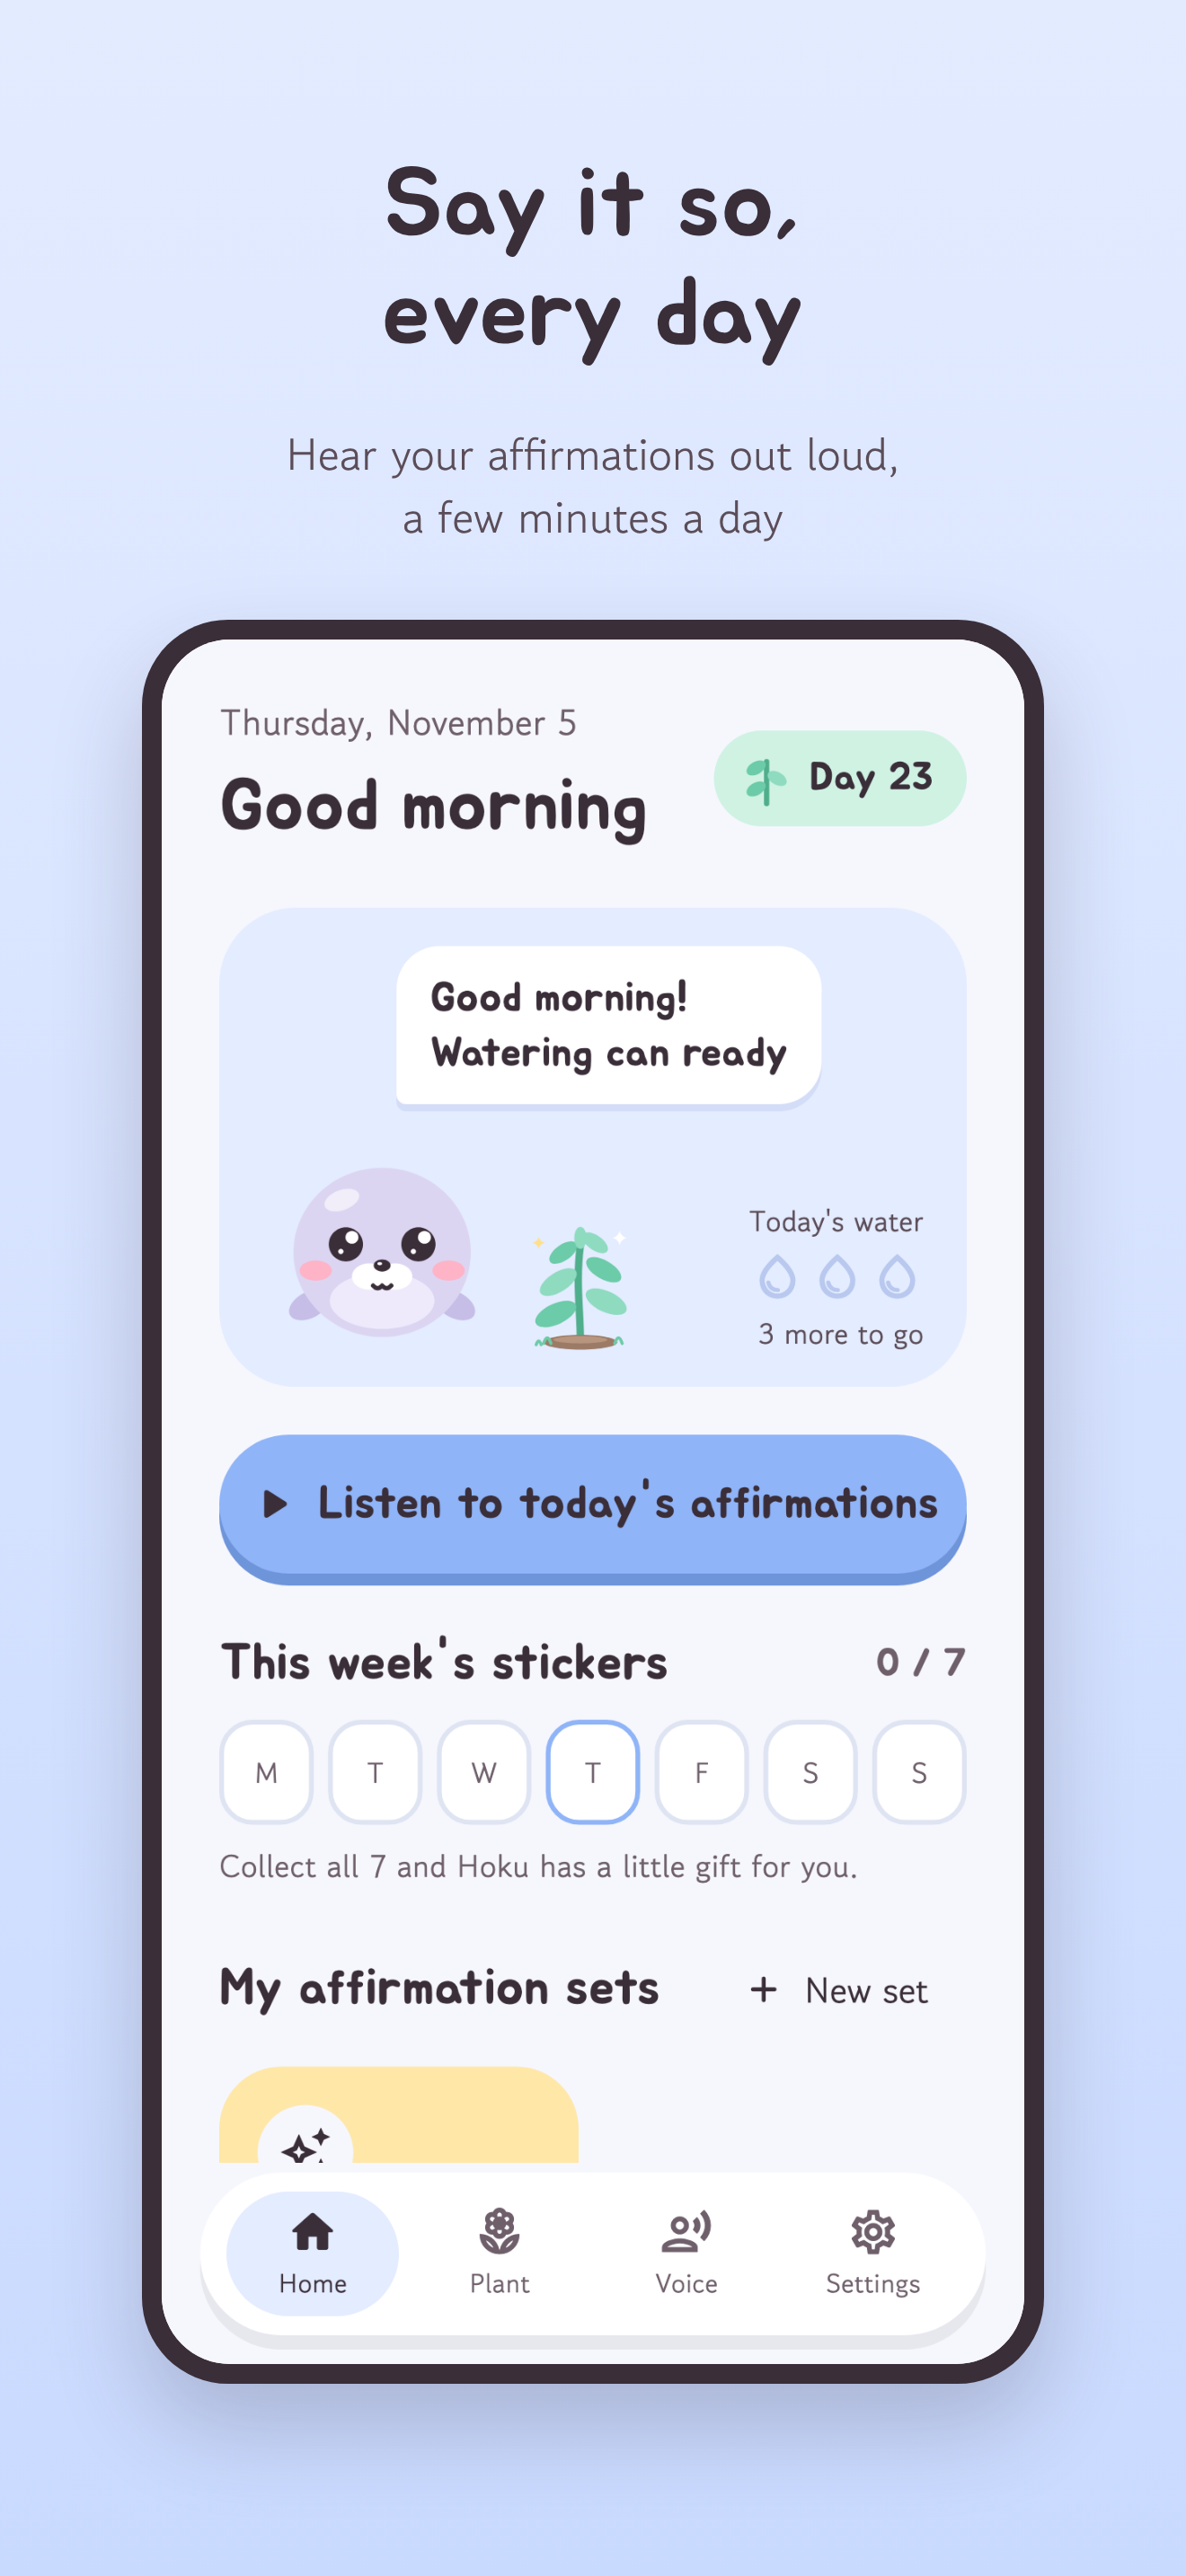 Say it so,
every day
Hear your affirmations out loud,
a few minutes a day
Thursday, November 5
Good morning
Day 23
Good morning!
Watering can ready
Today's water
3 more to go
Listen to today's affirmations
This week's stickers
0 / 7
M T W T F S S
Collect all 7 and Hoku has a little gift for you.
My affirmation sets
+ New set
Home
Plant
Voice
Settings